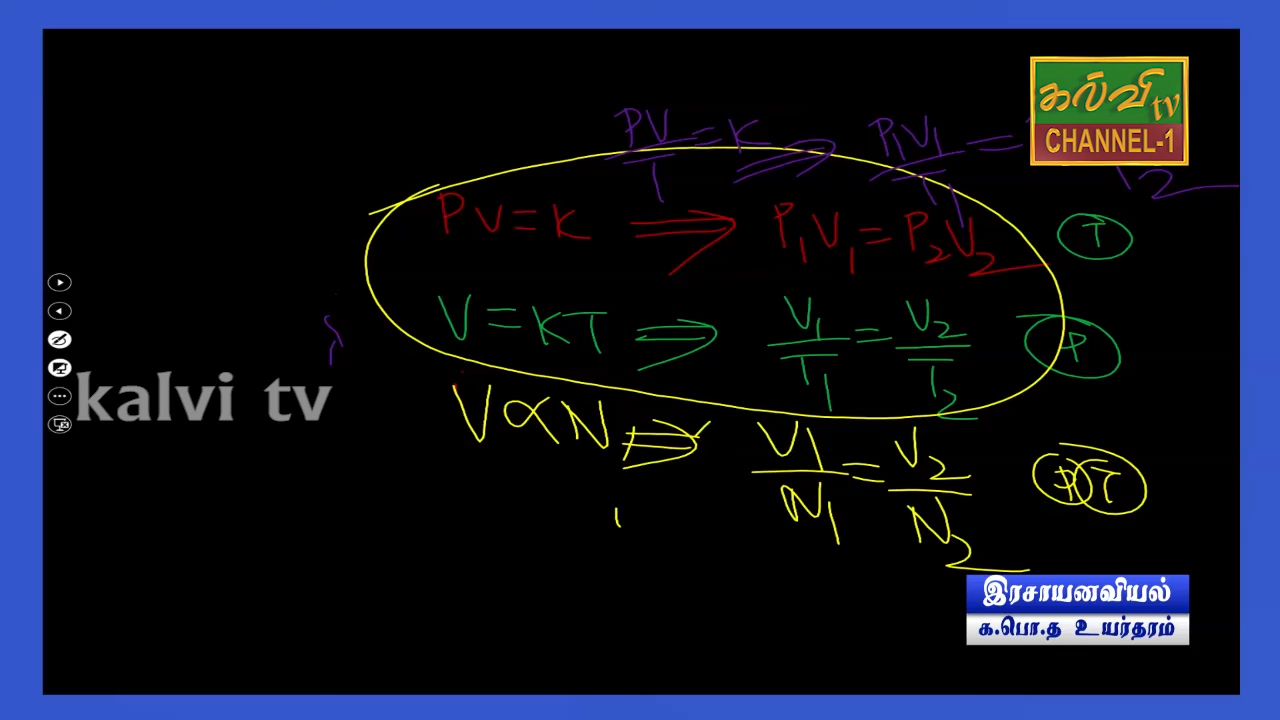 கல்வி tv
CHANNEL-1
PV/T = K ⇒ P₁V₁/T₁ =
PV = K ⇒ P₁V₁ = P₂V₂ T
V = KT ⇒ V₁/T₁ = V₂/T₂ P
kalvi tv
V ∝ N ⇒ V₁/N₁ = V₂/N₂ P T
இரசாயனவியல்
க.பொ.த உயர்தரம்